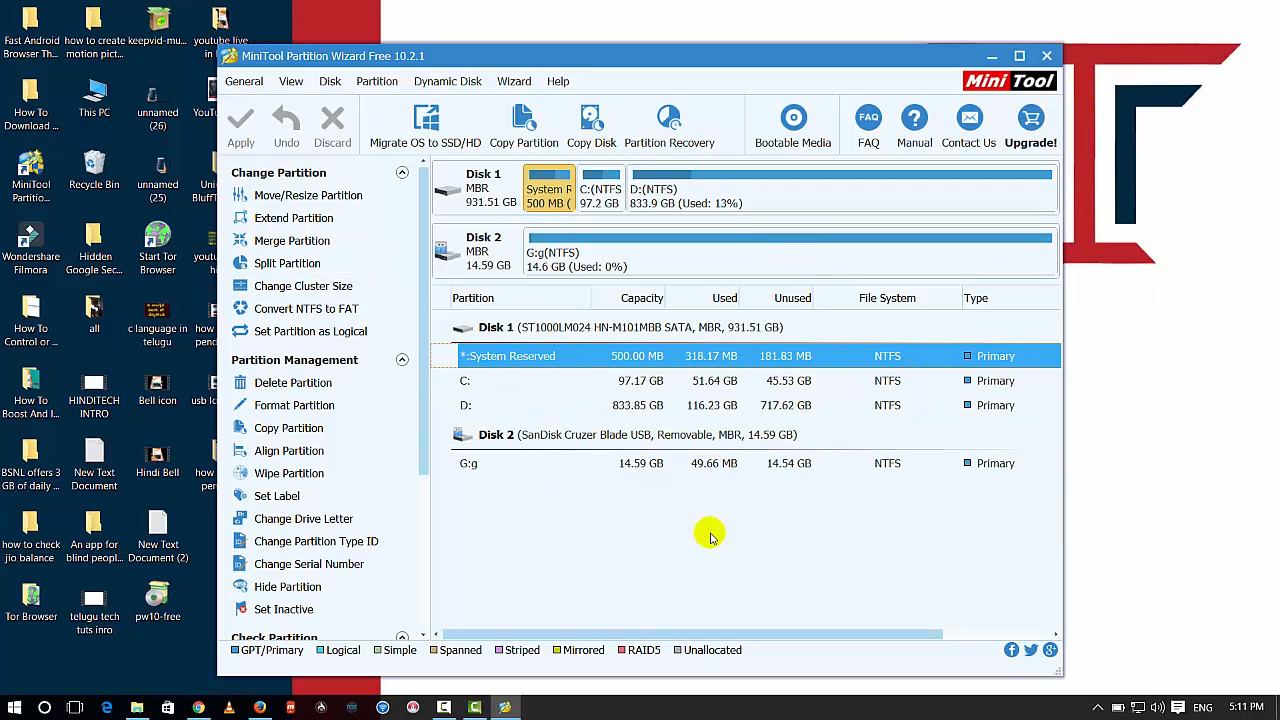 Fast Android
Browser Th...
how to create
motion pict...
keepvid-mu...
youtube live
in
How To
Download ...
This PC
unnamed
(26)
MiniTool
Partitio...
Recycle Bin
unnamed
(15)
Wondershare
Filmora
Hidden
Google Sec...
Start Tor
Browser
How To
Control or ...
all
c language in
telugu
How To
Boost And I...
HINDITECH
INTRO
Bell icon
BSNL offers 3
GB of daily ...
New Text
Document
Hindi Bell
how to check
jio balance
An app for
blind peopl...
New Text
Document (2)
Tor Browser
telugu tech
tuts inro
pw10-free
MiniTool Partition Wizard Free 10.2.1
General View Disk Partition Dynamic Disk Wizard Help
Mini Tool
Apply Undo Discard Migrate OS to SSD/HD Copy Partition Copy Disk Partition Recovery Bootable Media FAQ Manual Contact Us Upgrade!
FAQ
Change Partition
Move/Resize Partition
Extend Partition
Merge Partition
Split Partition
Change Cluster Size
Convert NTFS to FAT
Set Partition as Logical
Partition Management
Delete Partition
Format Partition
Copy Partition
Align Partition
Wipe Partition
Set Label
Change Drive Letter
Change Partition Type ID
Change Serial Number
Hide Partition
Set Inactive
Check Partition
Disk 1
MBR
931.51 GB
System R
500 MB (
C:(NTFS
97.2 GB
D:(NTFS)
833.9 GB (Used: 13%)
Disk 2
MBR
14.59 GB
G:g(NTFS)
14.6 GB (Used: 0%)
Partition Capacity Used Unused File System Type
Disk 1 (ST1000LM024 HN-M101MBB SATA, MBR, 931.51 GB)
*:System Reserved 500.00 MB 318.17 MB 181.83 MB NTFS Primary
C: 97.17 GB 51.64 GB 45.53 GB NTFS Primary
D: 833.85 GB 116.23 GB 717.62 GB NTFS Primary
Disk 2 (SanDisk Cruzer Blade USB, Removable, MBR, 14.59 GB)
G:g 14.59 GB 49.66 MB 14.54 GB NTFS Primary
GPT/Primary Logical Simple Spanned Striped Mirrored RAID5 Unallocated
ENG 5:11 PM